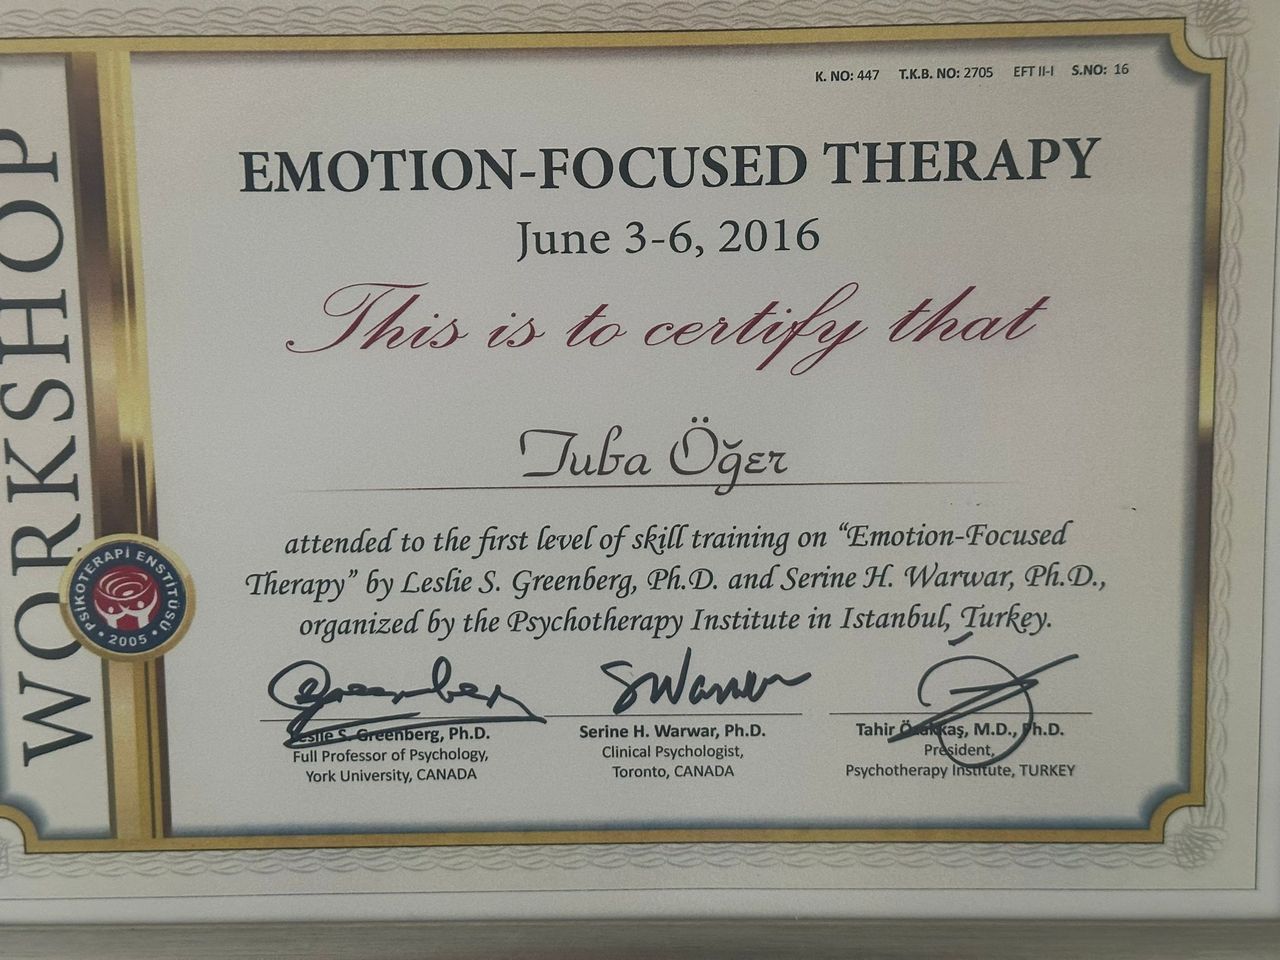 K. NO: 447 T.K.B. NO: 2705 EFT II-I S.NO: 16
WORKSHOP
EMOTION-FOCUSED THERAPY
June 3-6, 2016
This is to certify that
Tuba Öğer
attended to the first level of skill training on “Emotion-Focused
Therapy” by Leslie S. Greenberg, Ph.D. and Serine H. Warwar, Ph.D.,
organized by the Psychotherapy Institute in Istanbul, Turkey.
PSİKOTERAPİ ENSTİTÜSÜ
• 2005 •
Leslie S. Greenberg, Ph.D.
Full Professor of Psychology,
York University, CANADA
Serine H. Warwar, Ph.D.
Clinical Psychologist,
Toronto, CANADA
Tahir Özakkaş, M.D., Ph.D.
President,
Psychotherapy Institute, TURKEY